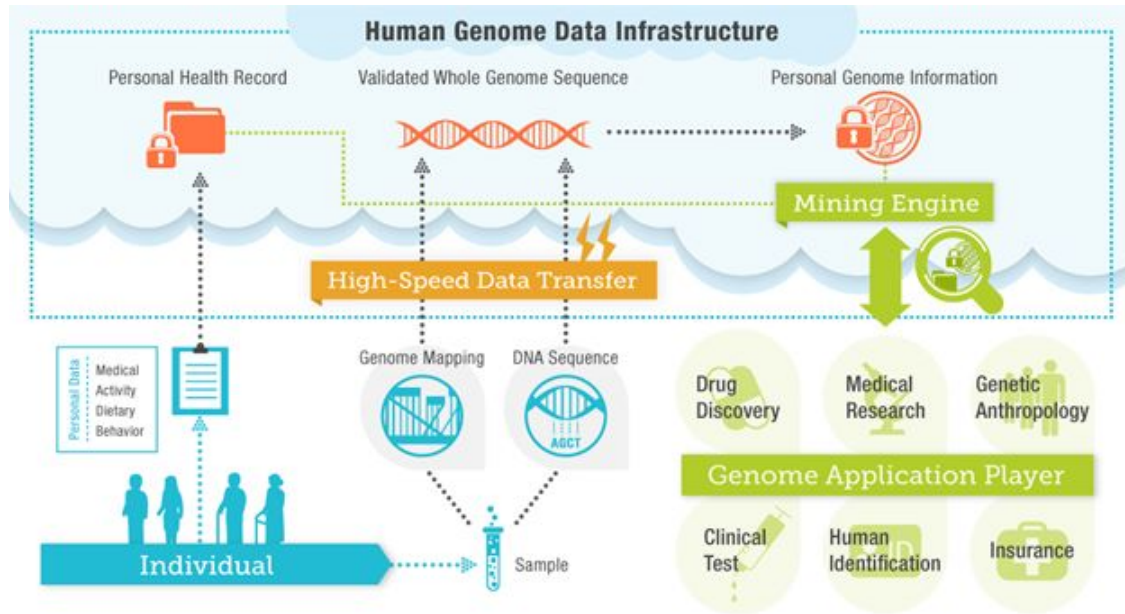 Human Genome Data Infrastructure
Personal Health Record
Validated Whole Genome Sequence
Personal Genome Information
Mining Engine
High-Speed Data Transfer
Personal Data
Medical
Activity
Dietary
Behavior
Genome Mapping
DNA Sequence
AGCT
Drug
Discovery
Medical
Research
Genetic
Anthropology
Genome Application Player
Clinical
Test
Human
Identification
Insurance
Individual
Sample